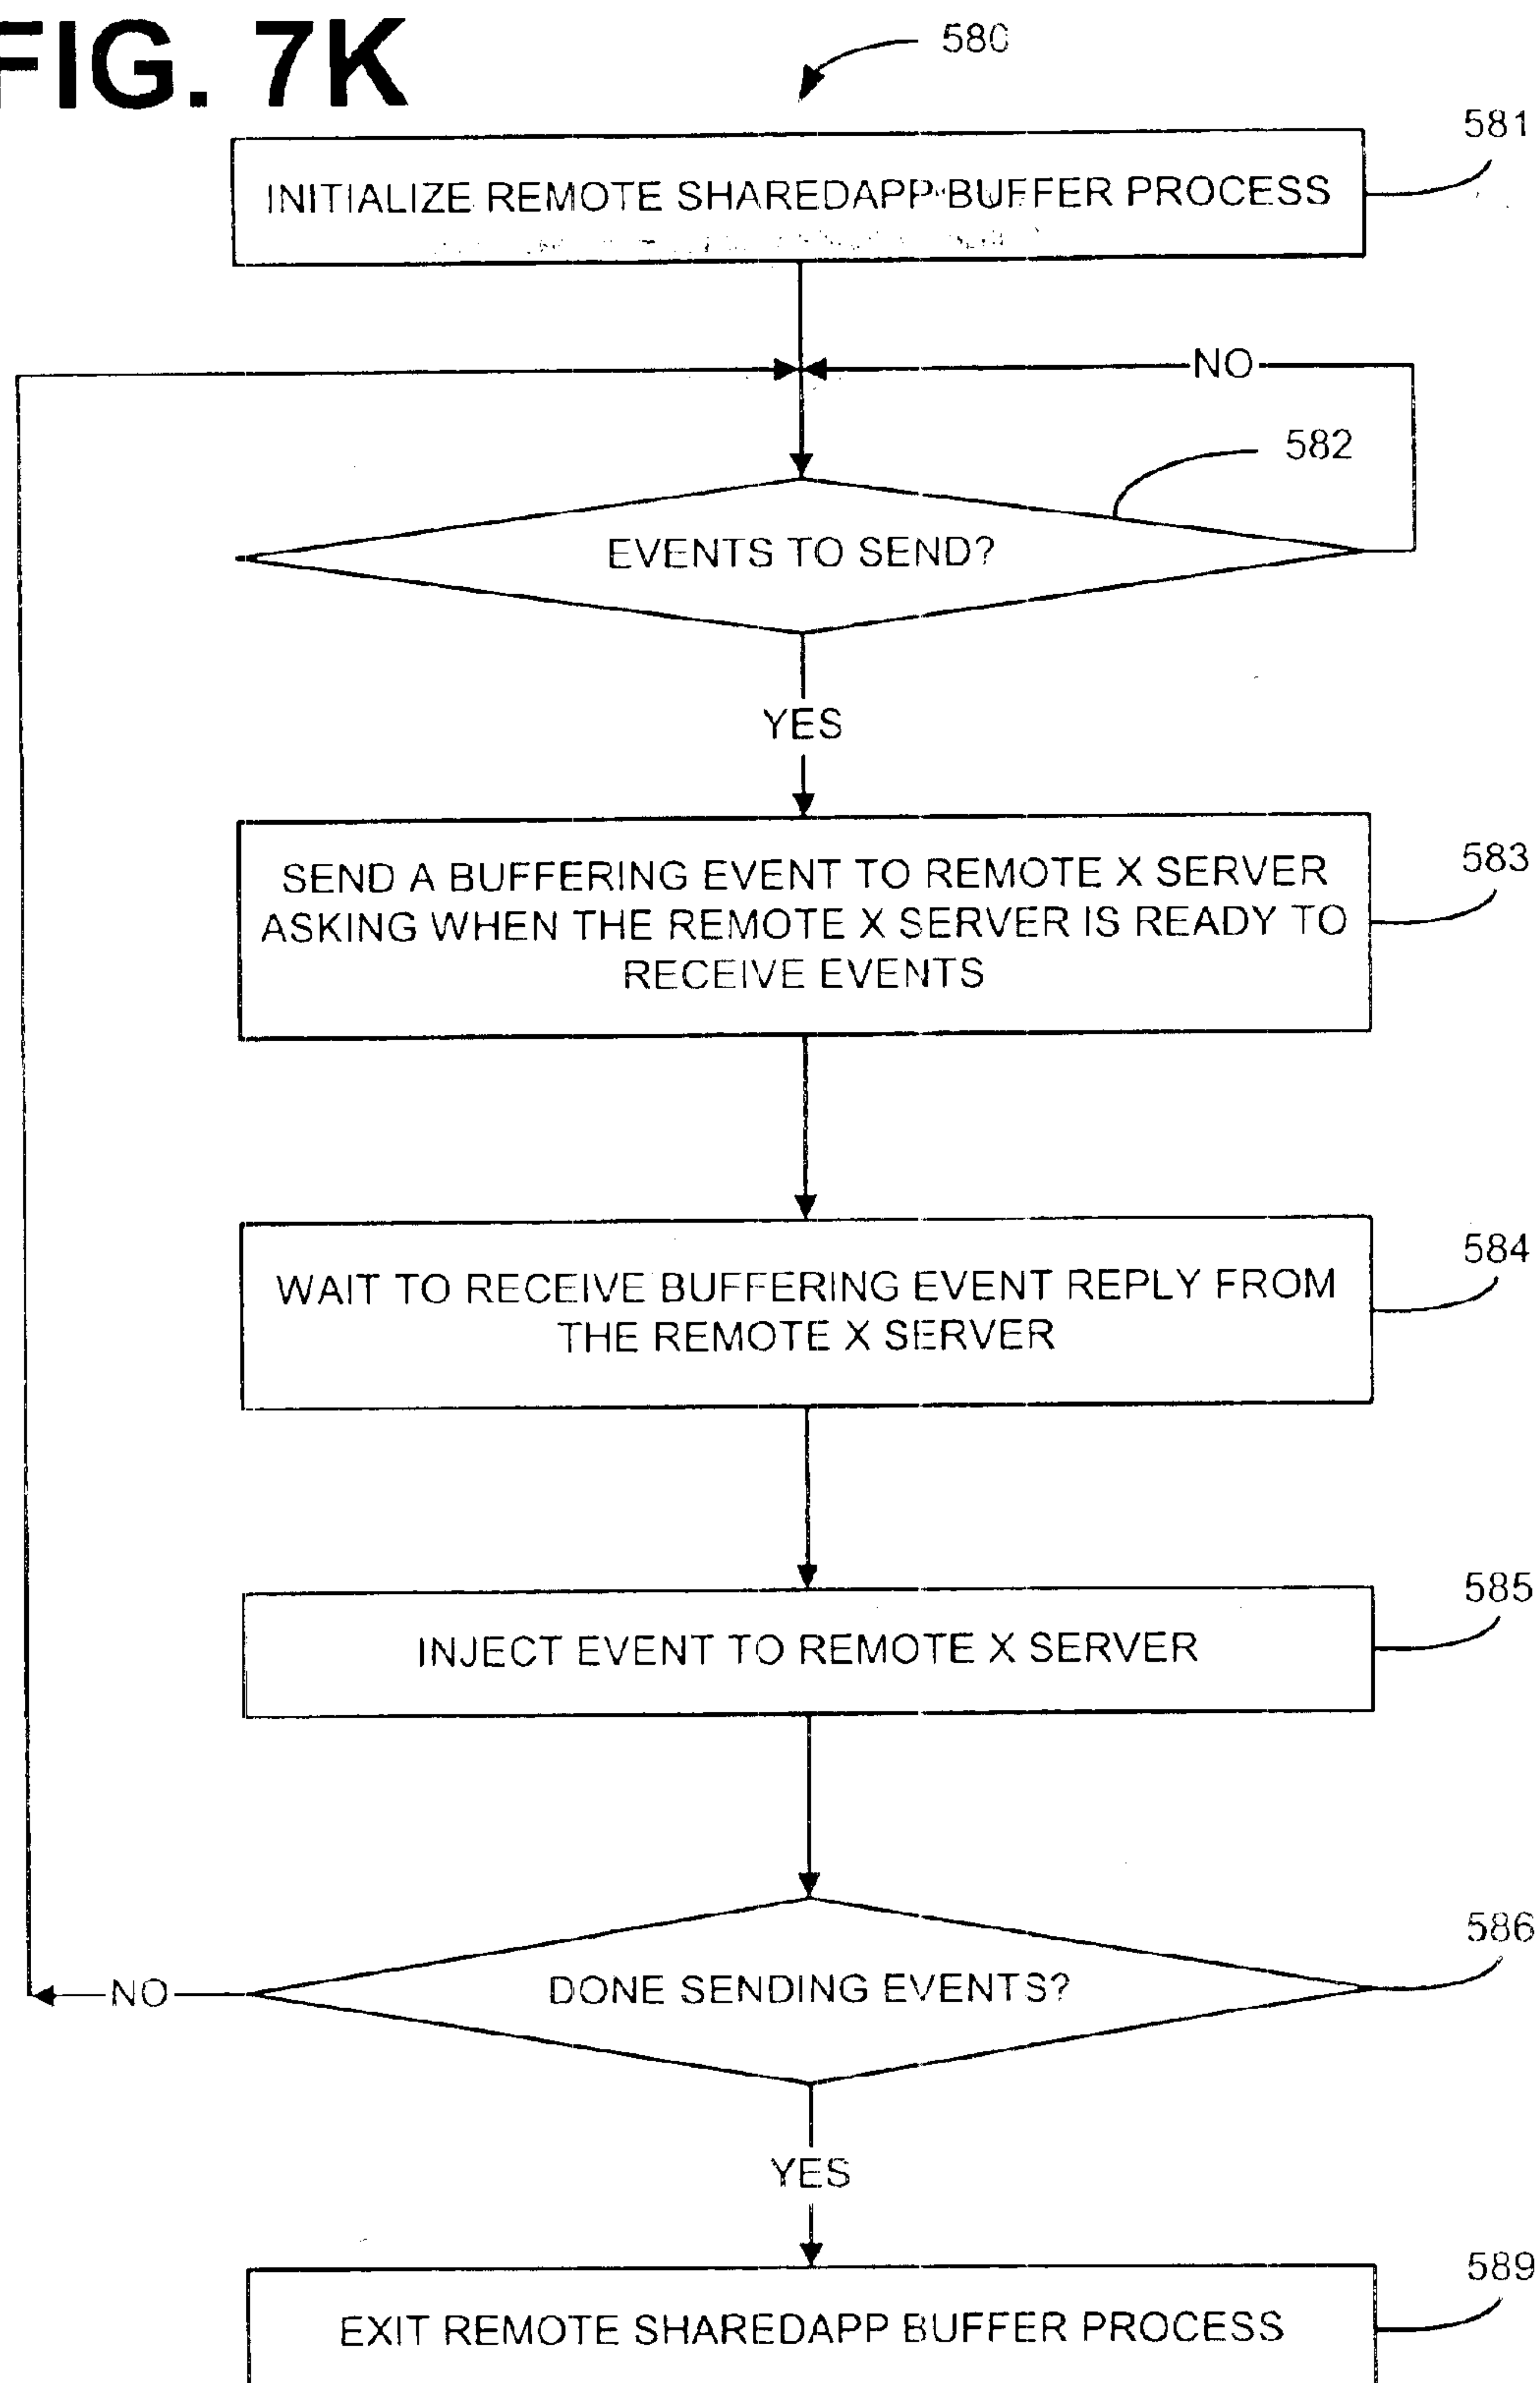 FIG. 7K
580
581
INITIALIZE REMOTE SHAREDAPP BUFFER PROCESS
NO
582
EVENTS TO SEND?
YES
583
SEND A BUFFERING EVENT TO REMOTE X SERVER
ASKING WHEN THE REMOTE X SERVER IS READY TO
RECEIVE EVENTS
584
WAIT TO RECEIVE BUFFERING EVENT REPLY FROM
THE REMOTE X SERVER
585
INJECT EVENT TO REMOTE X SERVER
586
DONE SENDING EVENTS?
NO
YES
589
EXIT REMOTE SHAREDAPP BUFFER PROCESS